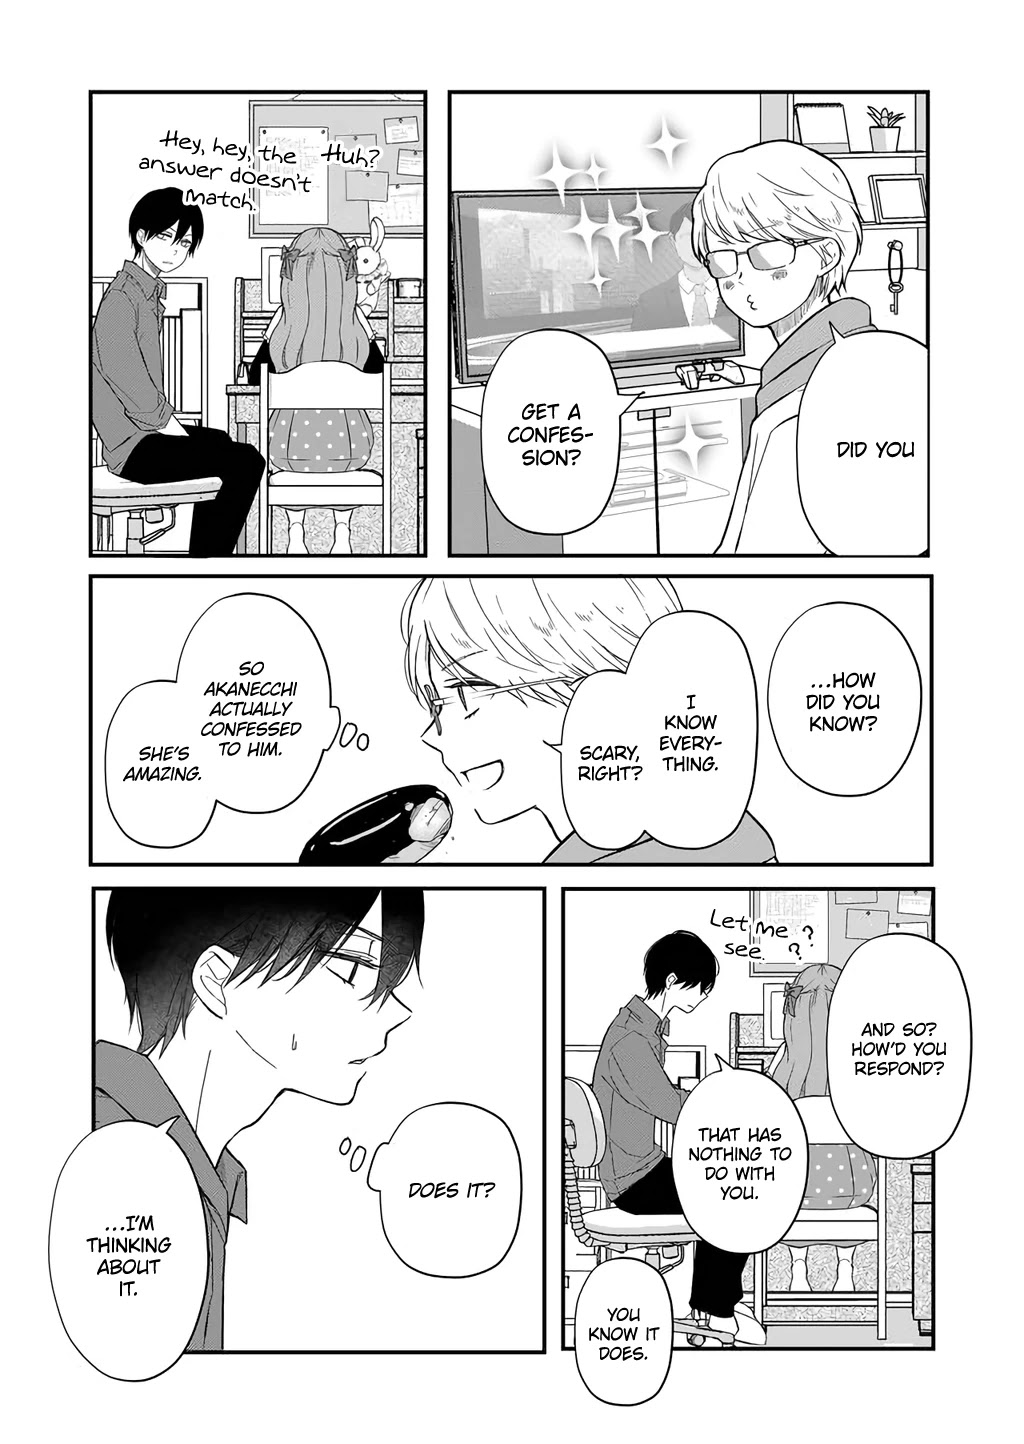 DID YOU
GET A
CONFES-
SION?
Huh?
Hey, hey, the
answer doesn't
match.
...HOW
DID YOU
KNOW?
I
KNOW
EVERY-
THING.
SCARY,
RIGHT?
SO
AKANECCHI
ACTUALLY
CONFESSED
TO HIM.
SHE'S
AMAZING.
AND SO?
HOW'D YOU
RESPOND?
Let me
see.
?
??
THAT HAS
NOTHING TO
DO WITH
YOU.
YOU
KNOW IT
DOES.
DOES IT?
...I'M
THINKING
ABOUT
IT.